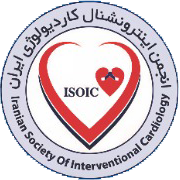 انجمن اینترونشنال کاردیولوژی ایران
ISOIC
Iranian Society Of Interventional Cardiology